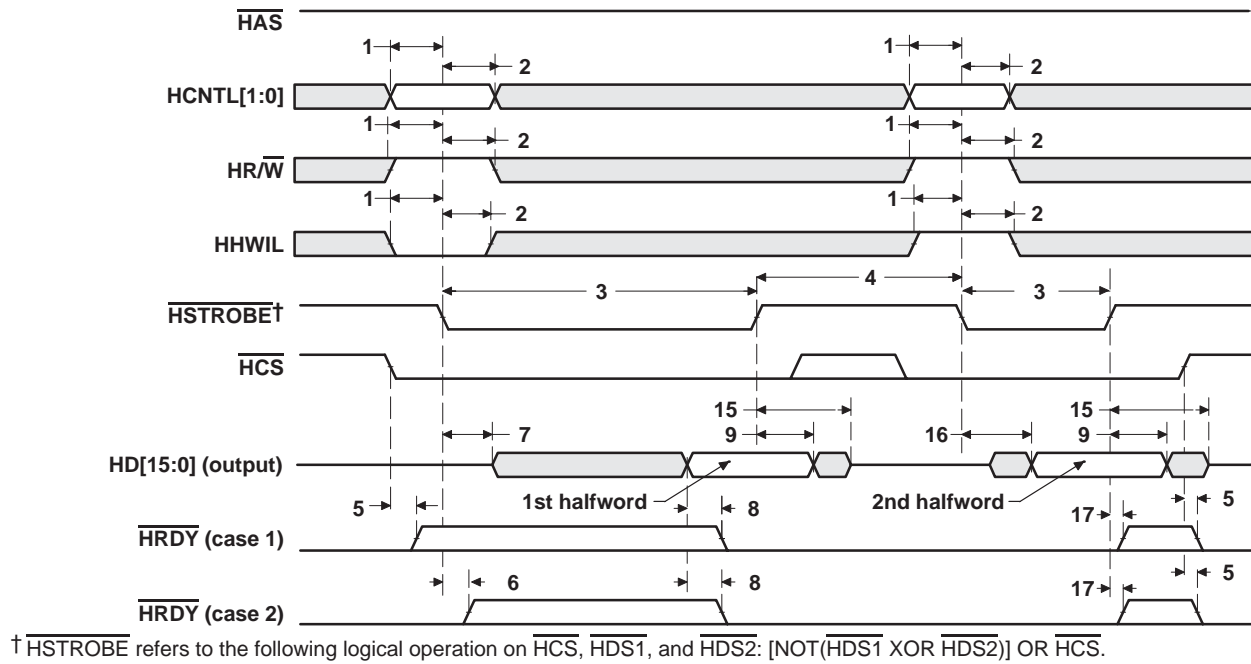 HAS
1
1
2
2
HCNTL[1:0]
1
1
2
2
HR/W
1
1
2
2
HHWIL
4
3
3
HSTROBE†
HCS
15
15
7
9
16
9
HD[15:0] (output)
1st halfword
2nd halfword
5
8
17
5
HRDY (case 1)
6
8
17
5
HRDY (case 2)
† HSTROBE refers to the following logical operation on HCS, HDS1, and HDS2: [NOT(HDS1 XOR HDS2)] OR HCS.